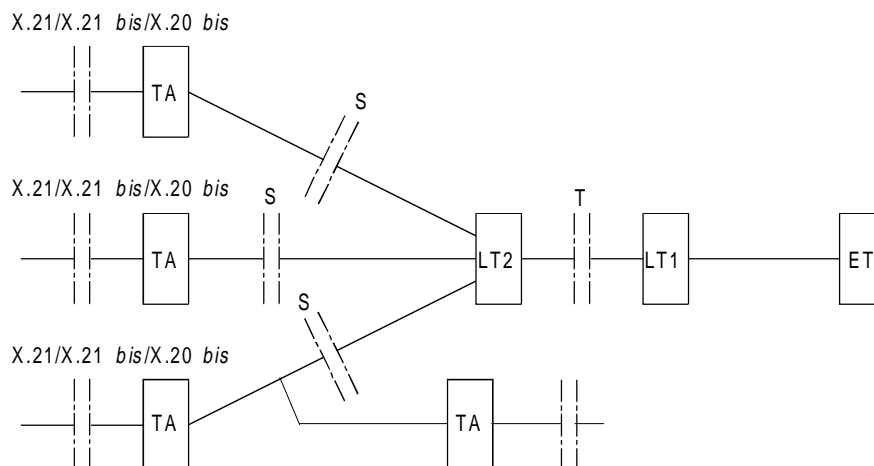 X.21/X.21 bis/X.20 bis
TA
S
X.21/X.21 bis/X.20 bis
S
T
TA
LT2
LT1
ET
S
X.21/X.21 bis/X.20 bis
TA
TA